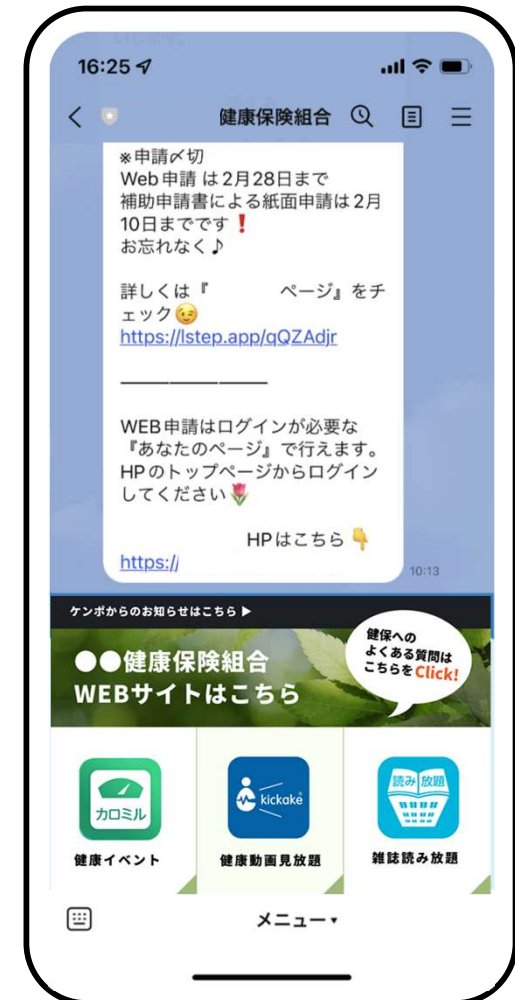 16:25
健康保険組合
※申請〆切
Web申請 は2月28日まで
補助申請書による紙面申請は2月
10日までです❗
お忘れなく♪
詳しくは『 ページ』をチ
ェック😉
https://lstep.app/qQZAdjr
WEB申請はログインが必要な
『あなたのページ』で行えます。
HPのトップページからログイン
してください🌷
HPはこちら👇
https://
10:13
ケンポからのお知らせはこちら▶
●●健康保険組合
WEBサイトはこちら
健保への
よくある質問は
こちらをClick!
カロミル
健康イベント
kickake
健康動画見放題
読み放題
雑誌読み放題
メニュー▾